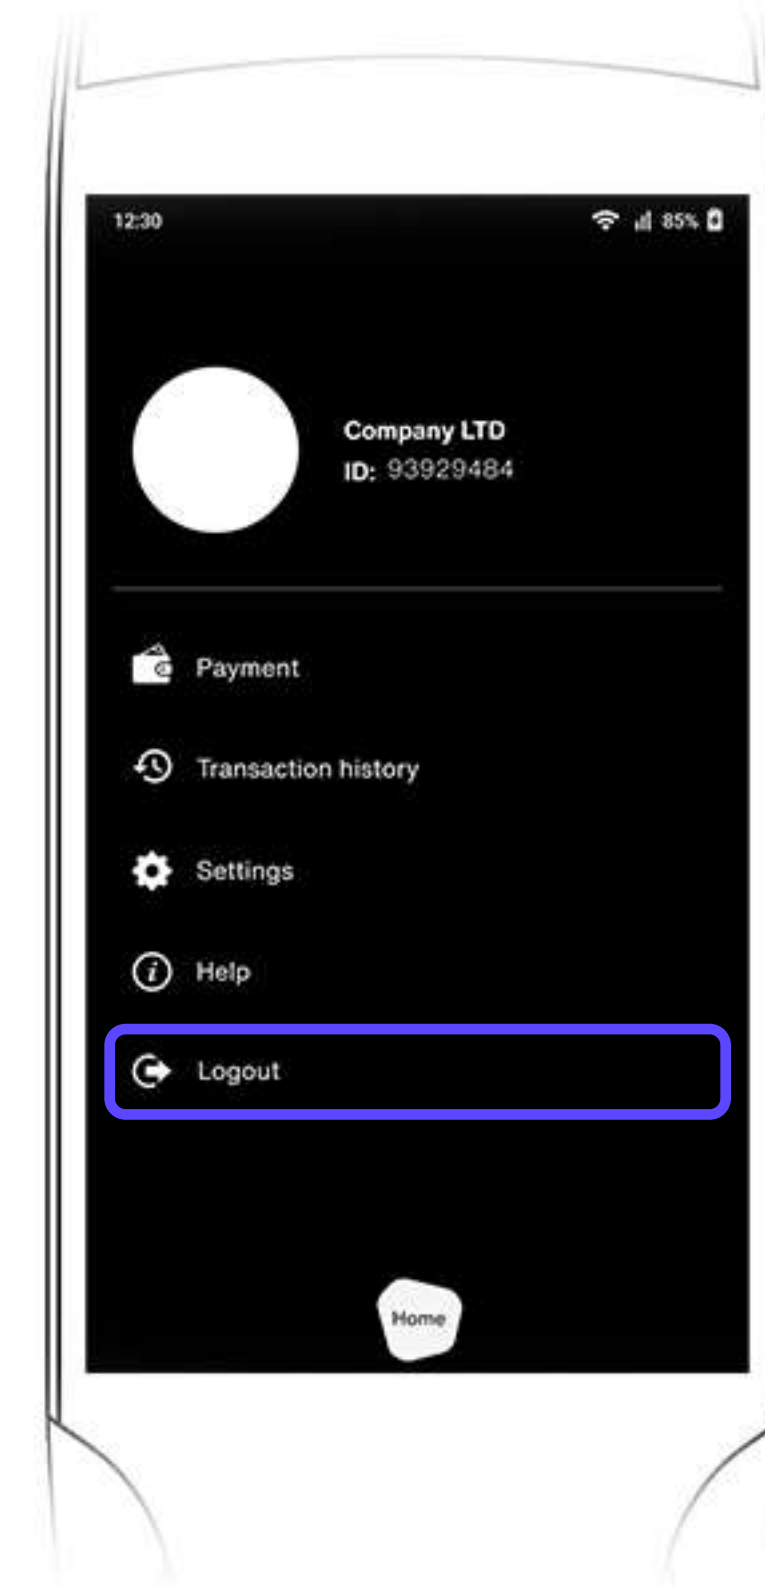 12:30 85%
Company LTD
ID: 93929484
Payment
Transaction history
Settings
Help
Logout
Home